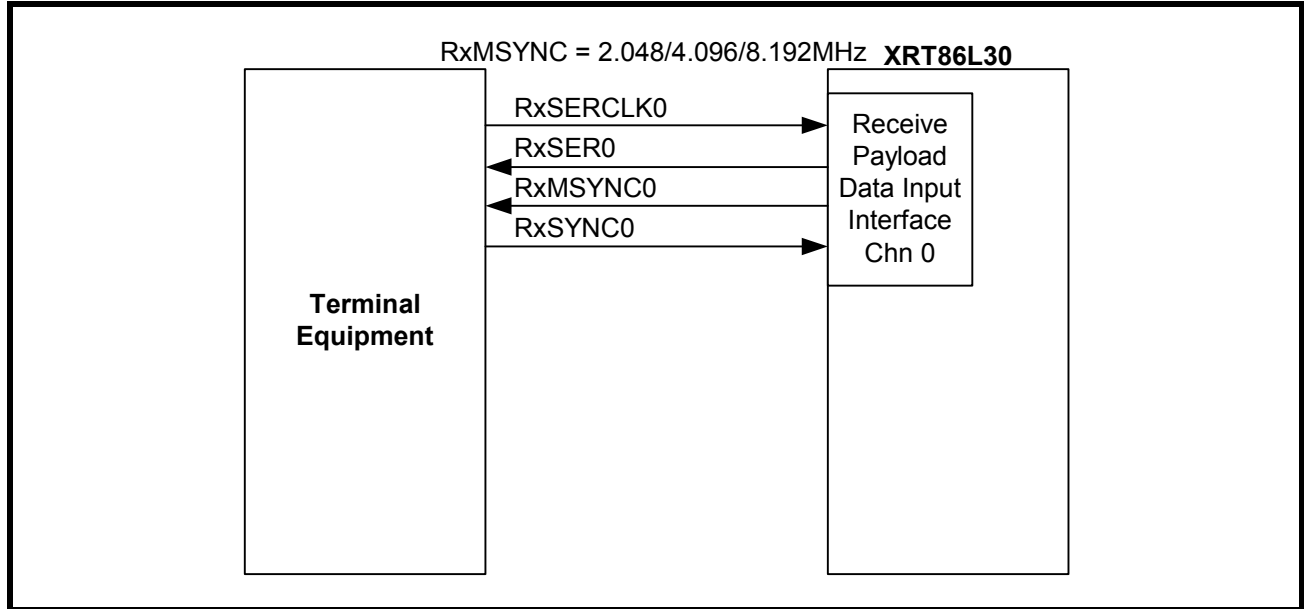 RxMSYNC = 2.048/4.096/8.192MHz XRT86L30
RxSERCLK0
RxSER0
RxMSYNC0
RxSYNC0
Receive
Payload
Data Input
Interface
Chn 0
Terminal
Equipment